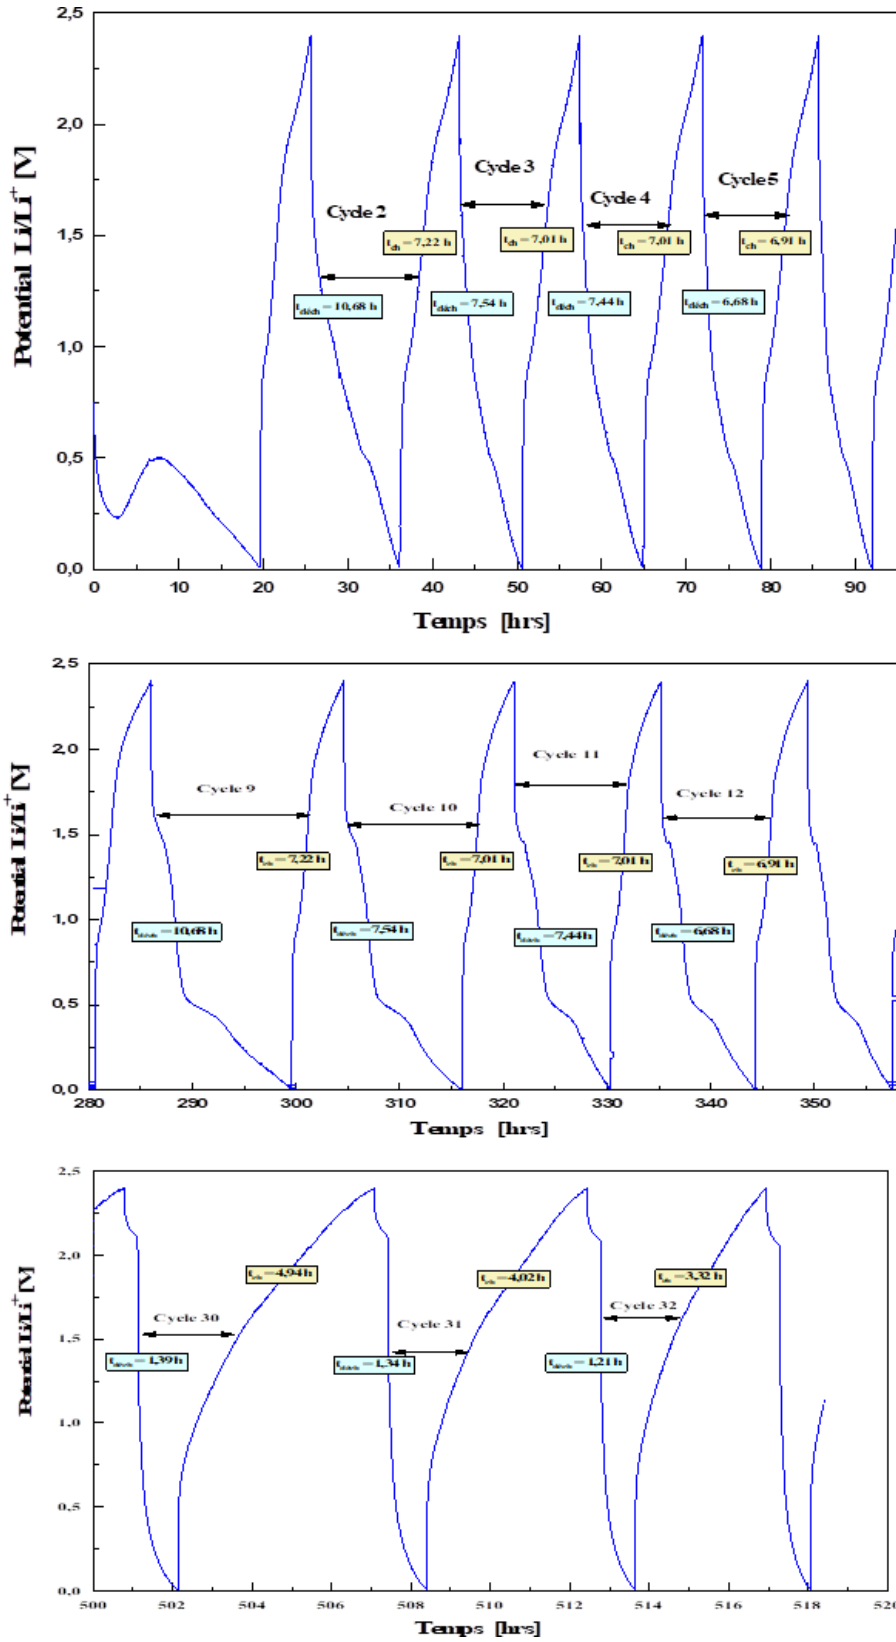 2,5
2,0
1,5
1,0
0,5
0,0
Potential Li/Li+ [V]
Cycle 2
Cycle 3
Cycle 4
Cycle 5
tch = 7,22 h
tch = 7,01 h
tch = 7,01 h
tch = 6,91 h
tdéch = 10,68 h
tdéch = 7,54 h
tdéch = 7,44 h
tdéch = 6,68 h
0 10 20 30 40 50 60 70 80 90
Temps [hrs]
2,5
2,0
1,5
1,0
0,5
0,0
Potential Li/Li+ [V]
Cycle 9
Cycle 10
Cycle 11
Cycle 12
tch = 7,22 h
tch = 7,01 h
tch = 7,01 h
tch = 6,91 h
tdéch = 10,68 h
tdéch = 7,54 h
tdéch = 7,44 h
tdéch = 6,68 h
280 290 300 310 320 330 340 350
Temps [hrs]
2,5
2,0
1,5
1,0
0,5
0,0
Potential Li/Li+ [V]
tch = 4,94 h
tch = 4,02 h
tch = 3,32 h
Cycle 30
Cycle 31
Cycle 32
tdéch = 1,39 h
tdéch = 1,34 h
tdéch = 1,21 h
500 502 504 506 508 510 512 514 516 518 520
Temps [hrs]